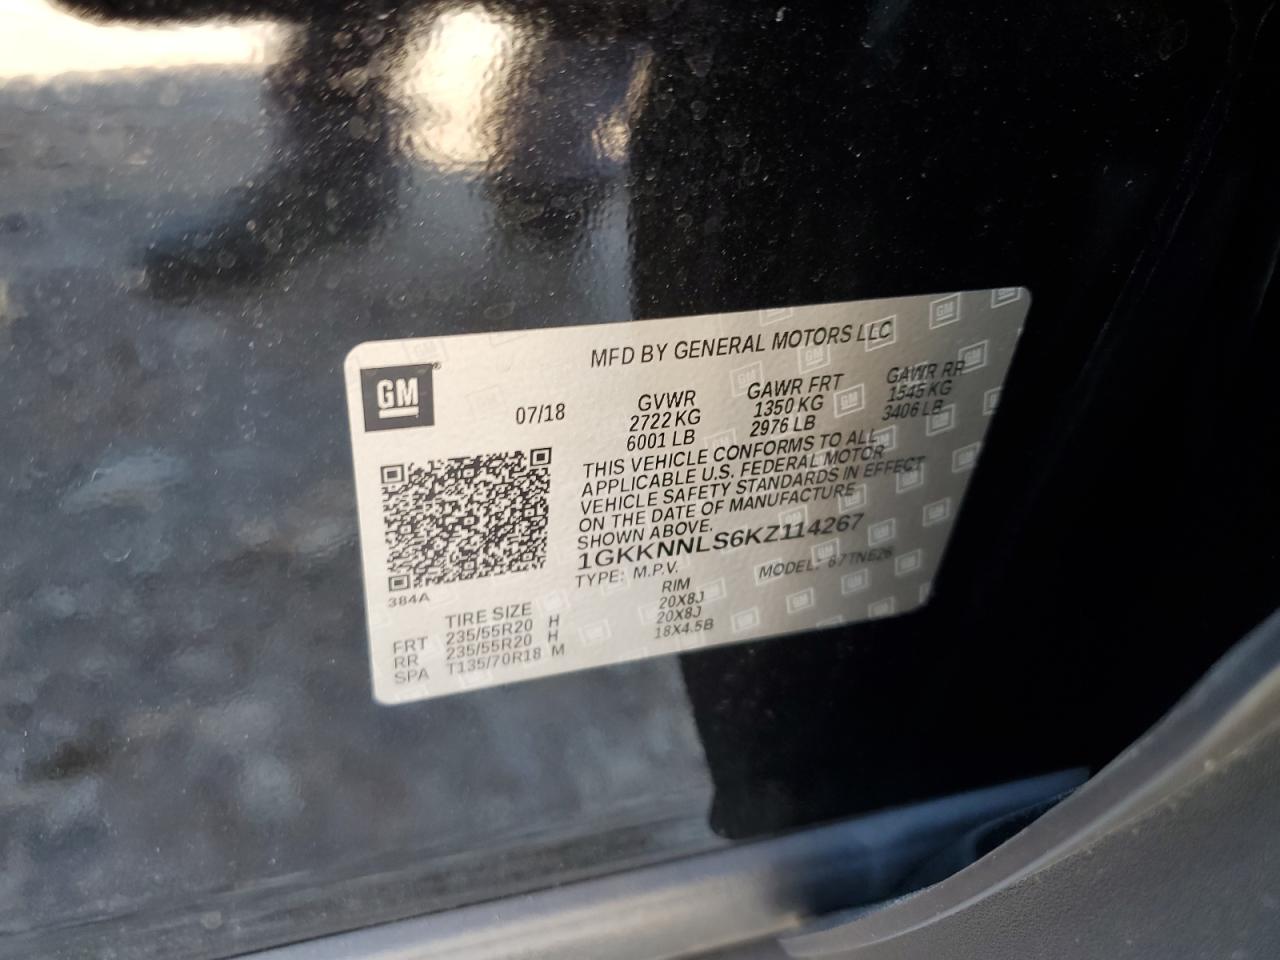 MFD BY GENERAL MOTORS LLC
GM
07/18
GVWR GAWR FRT GAWR RR
2722 KG 1350 KG 1545 KG
6001 LB 2976 LB 3406 LB
THIS VEHICLE CONFORMS TO ALL
APPLICABLE U.S. FEDERAL MOTOR
VEHICLE SAFETY STANDARDS IN EFFECT
ON THE DATE OF MANUFACTURE
SHOWN ABOVE.
1GKKNNLS6KZ114267
TYPE: M.P.V. MODEL:
384A
TIRE SIZE RIM
FRT 235/55R20 H 20X8J
RR 235/55R20 H 20X8J
SPA T135/70R18 M 18X4.5B